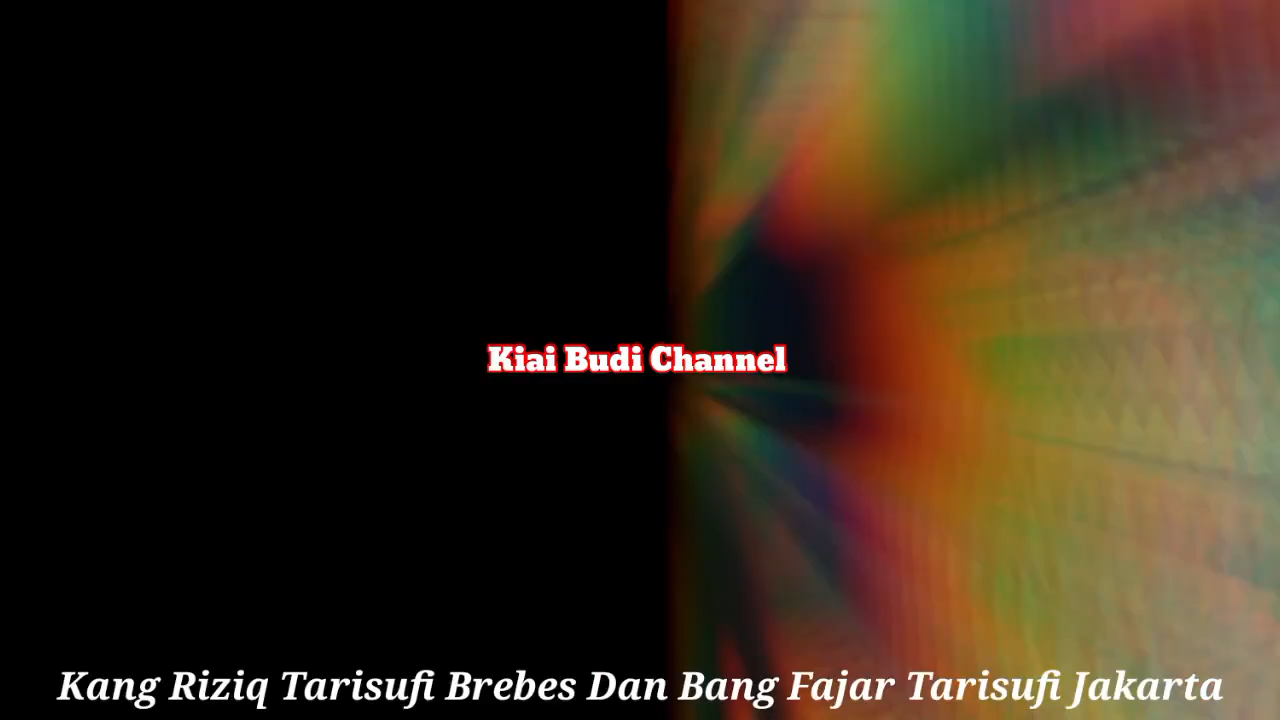 Kiai Budi Channel
Kang Riziq Tarisufi Brebes Dan Bang Fajar Tarisufi Jakarta